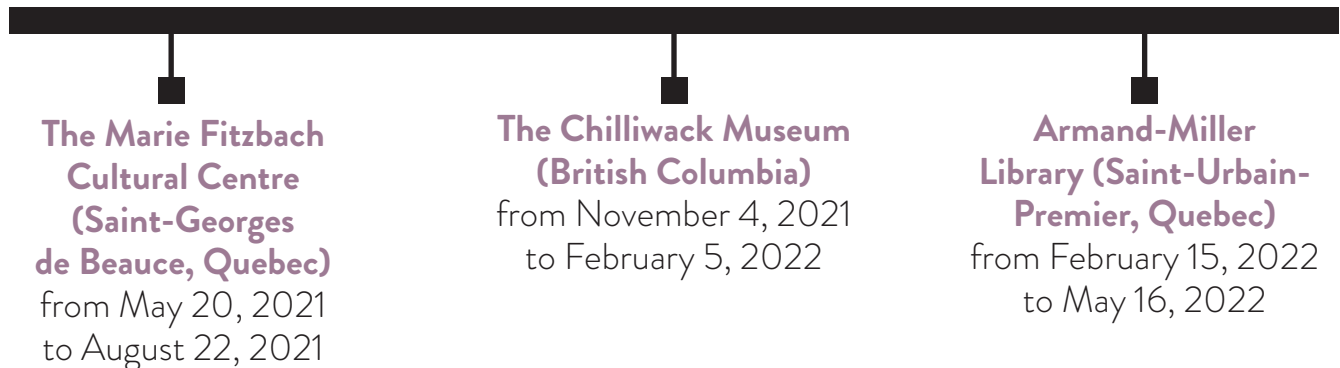 The Marie Fitzbach
Cultural Centre
(Saint-Georges
de Beauce, Quebec)
from May 20, 2021
to August 22, 2021
The Chilliwack Museum
(British Columbia)
from November 4, 2021
to February 5, 2022
Armand-Miller
Library (Saint-Urbain-
Premier, Quebec)
from February 15, 2022
to May 16, 2022